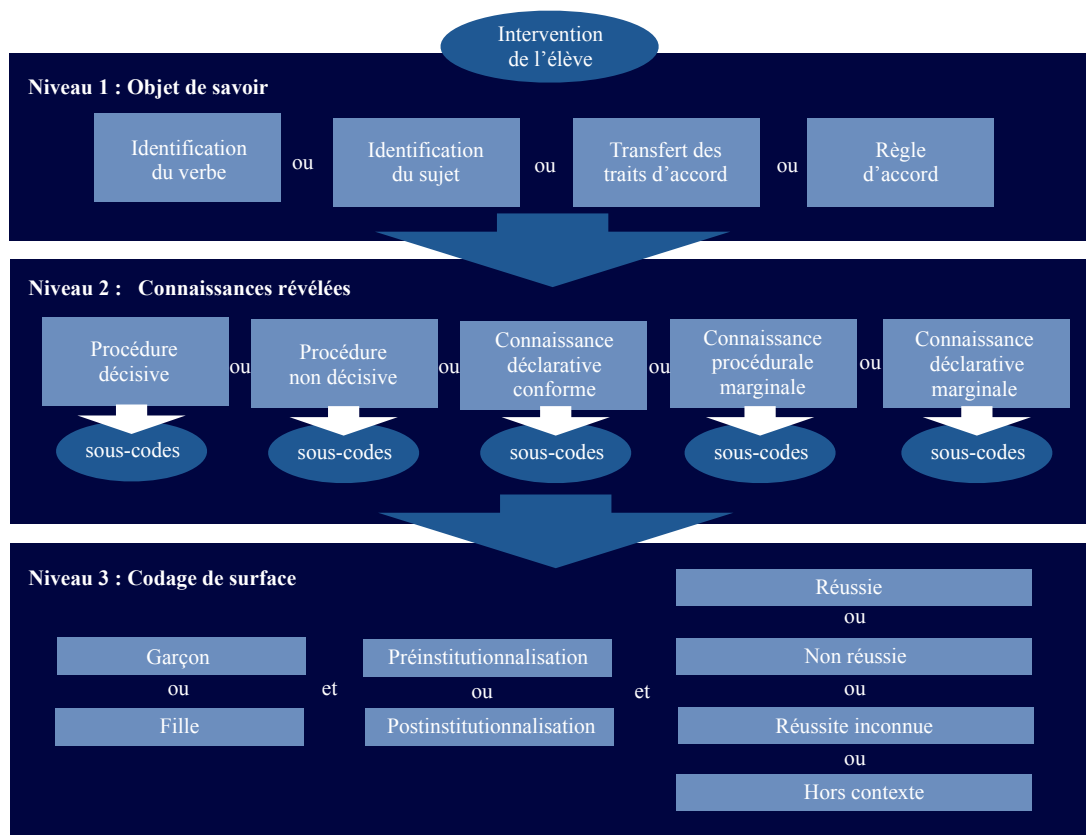 Intervention
de l'élève
Niveau 1 : Objet de savoir
Identification
du verbe
ou
Identification
du sujet
ou
Transfert des
traits d'accord
ou
Règle
d'accord
Niveau 2 : Connaissances révélées
Procédure
décisive
ou
Procédure
non décisive
ou
Connaissance
déclarative
conforme
ou
Connaissance
procédurale
marginale
ou
Connaissance
déclarative
marginale
sous-codes
sous-codes
sous-codes
sous-codes
sous-codes
Niveau 3 : Codage de surface
Garçon
ou
Fille
et
Préinstitutionnalisation
ou
Postinstitutionnalisation
et
Réussie
ou
Non réussie
ou
Réussite inconnue
ou
Hors contexte